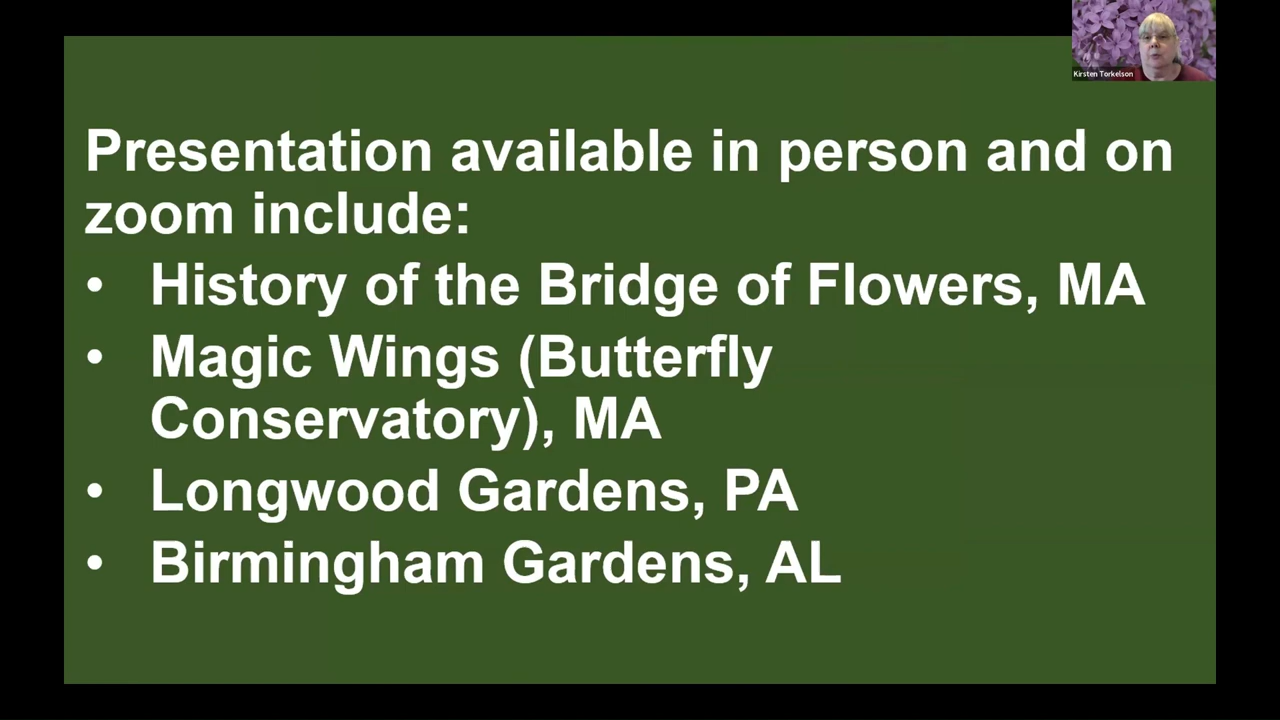 Kirsten Torkelson
Presentation available in person and on
zoom include:
• History of the Bridge of Flowers, MA
• Magic Wings (Butterfly
Conservatory), MA
• Longwood Gardens, PA
• Birmingham Gardens, AL